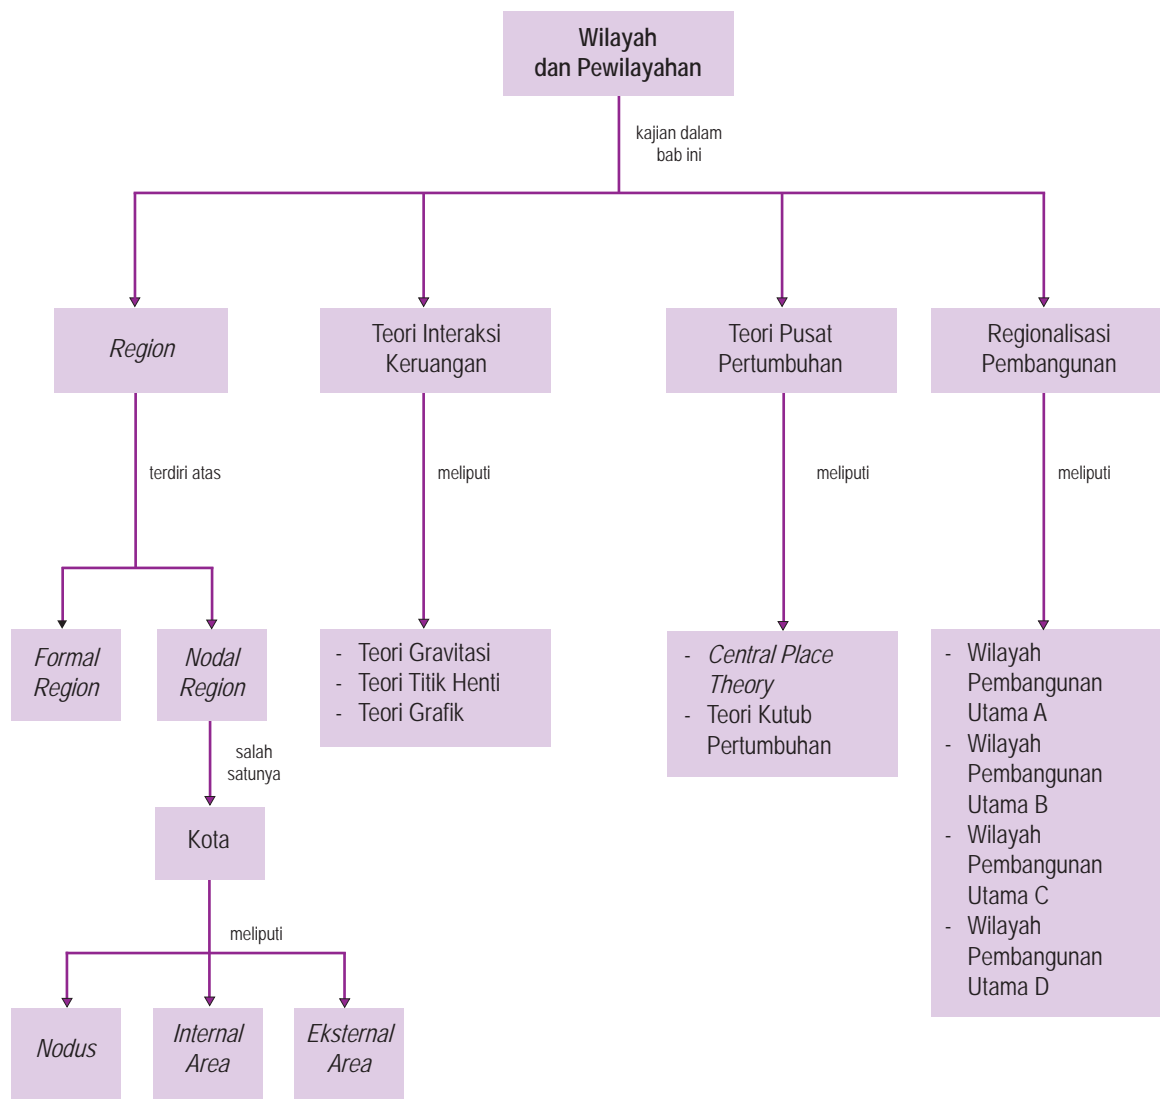 Wilayah
dan Pewilayahan
kajian dalam
bab ini
Region
Teori Interaksi
Keruangan
Teori Pusat
Pertumbuhan
Regionalisasi
Pembangunan
terdiri atas
meliputi
meliputi
meliputi
Formal
Region
Nodal
Region
- Teori Gravitasi
- Teori Titik Henti
- Teori Grafik
- Central Place
Theory
- Teori Kutub
Pertumbuhan
- Wilayah
Pembangunan
Utama A
- Wilayah
Pembangunan
Utama B
- Wilayah
Pembangunan
Utama C
- Wilayah
Pembangunan
Utama D
salah
satunya
Kota
meliputi
Nodus
Internal
Area
Eksternal
Area